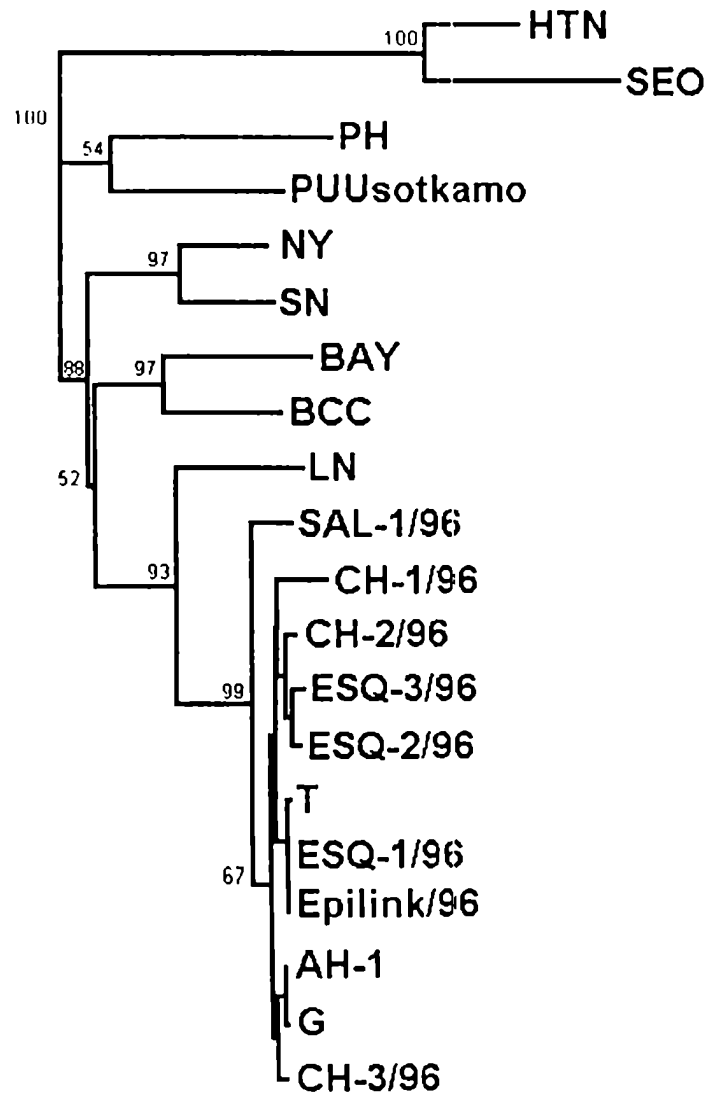 HTN
100
SEO
100
PH
54
PUUsotkamo
NY
97
SN
BAY
97
88
BCC
LN
52
SAL-1/96
93
CH-1/96
CH-2/96
ESQ-3/96
99
ESQ-2/96
T
ESQ-1/96
67
Epilink/96
AH-1
G
CH-3/96